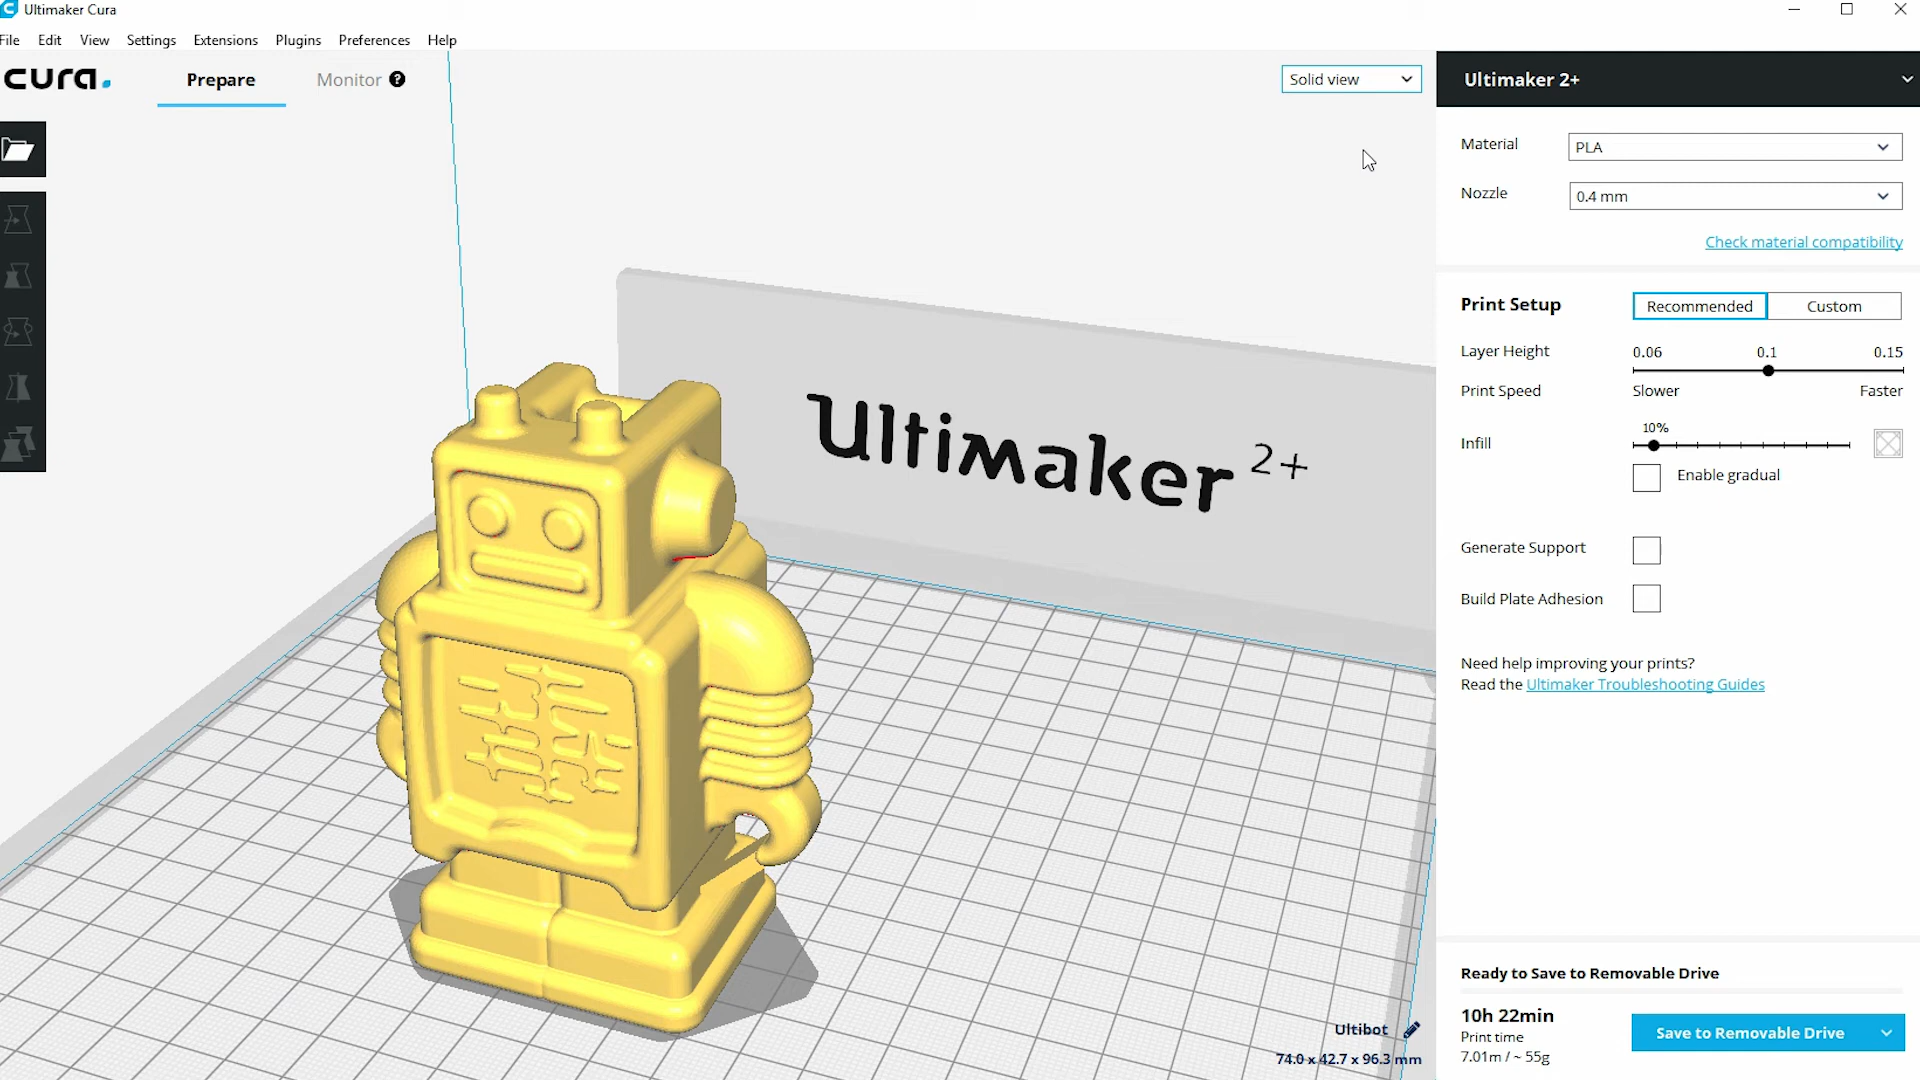 Ultimaker Cura
File Edit View Settings Extensions Plugins Preferences Help
cura.
Prepare
Monitor ?
Solid view
Ultimaker 2+
Material
PLA
Nozzle
0.4 mm
Check material compatibility
Print Setup
Recommended
Custom
Layer Height
0.06 0.1 0.15
Print Speed
Slower Faster
10%
Infill
Enable gradual
Generate Support
Build Plate Adhesion
Need help improving your prints?
Read the Ultimaker Troubleshooting Guides
Ultimaker 2+
Ultibot
74.0 x 42.7 x 96.3 mm
Ready to Save to Removable Drive
10h 22min
Print time
7.01m / ~ 55g
Save to Removable Drive